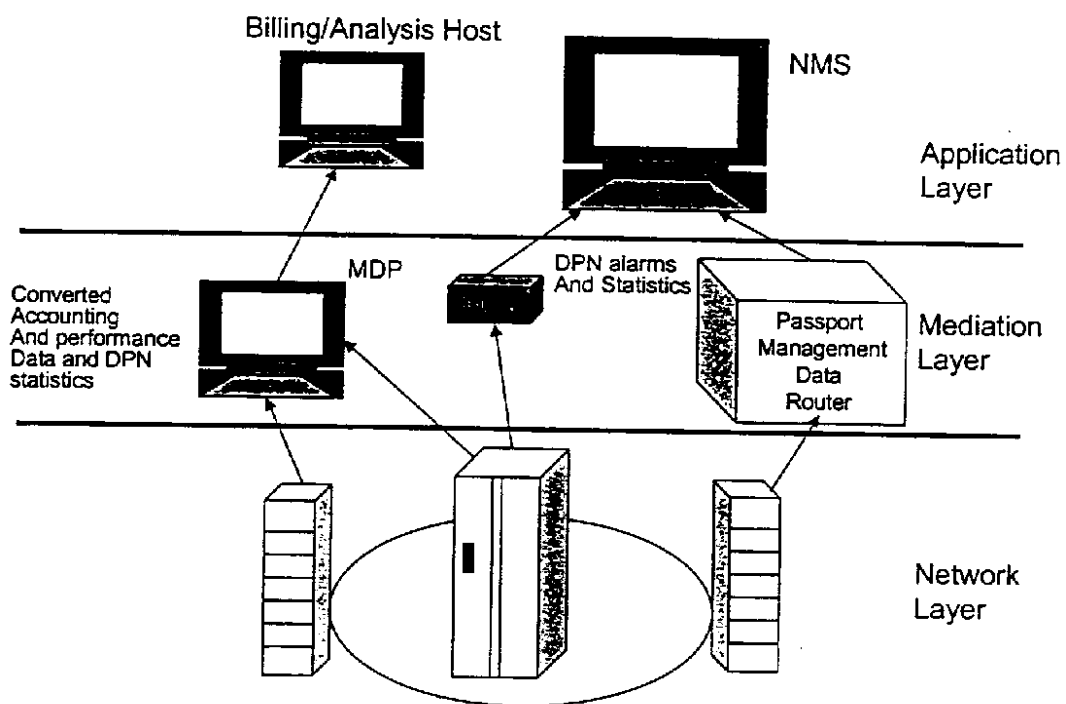 Billing/Analysis Host
NMS
Application
Layer
MDP
DPN alarms
And Statistics
Converted
Accounting
And performance
Data and DPN
statistics
Passport
Management
Data
Router
Mediation
Layer
Network
Layer